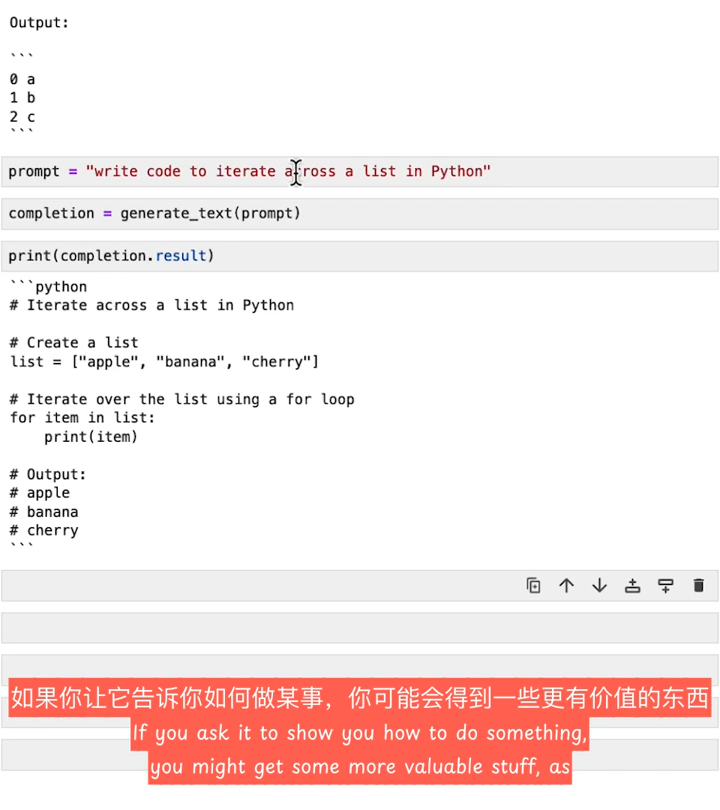 Output:
```
0 a
1 b
2 c
```
prompt = "write code to iterate across a list in Python"
completion = generate_text(prompt)
print(completion.result)
```python
# Iterate across a list in Python
# Create a list
list = ["apple", "banana", "cherry"]
# Iterate over the list using a for loop
for item in list:
    print(item)
# Output:
# apple
# banana
# cherry
```
如果你让它告诉你如何做某事，你可能会得到一些更有价值的东西
If you ask it to show you how to do something,
you might get some more valuable stuff, as